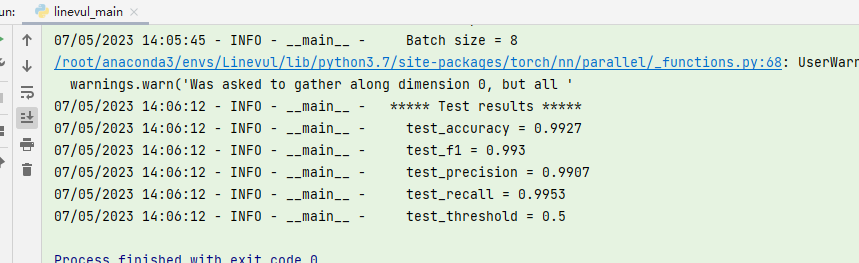 un: linevul_main ×
07/05/2023 14:05:45 - INFO - __main__ -     Batch size = 8
/root/anaconda3/envs/Linevul/lib/python3.7/site-packages/torch/nn/parallel/_functions.py:68: UserWarn
  warnings.warn('Was asked to gather along dimension 0, but all '
07/05/2023 14:06:12 - INFO - __main__ -   ***** Test results *****
07/05/2023 14:06:12 - INFO - __main__ -     test_accuracy = 0.9927
07/05/2023 14:06:12 - INFO - __main__ -     test_f1 = 0.993
07/05/2023 14:06:12 - INFO - __main__ -     test_precision = 0.9907
07/05/2023 14:06:12 - INFO - __main__ -     test_recall = 0.9953
07/05/2023 14:06:12 - INFO - __main__ -     test_threshold = 0.5
Process finished with exit code 0